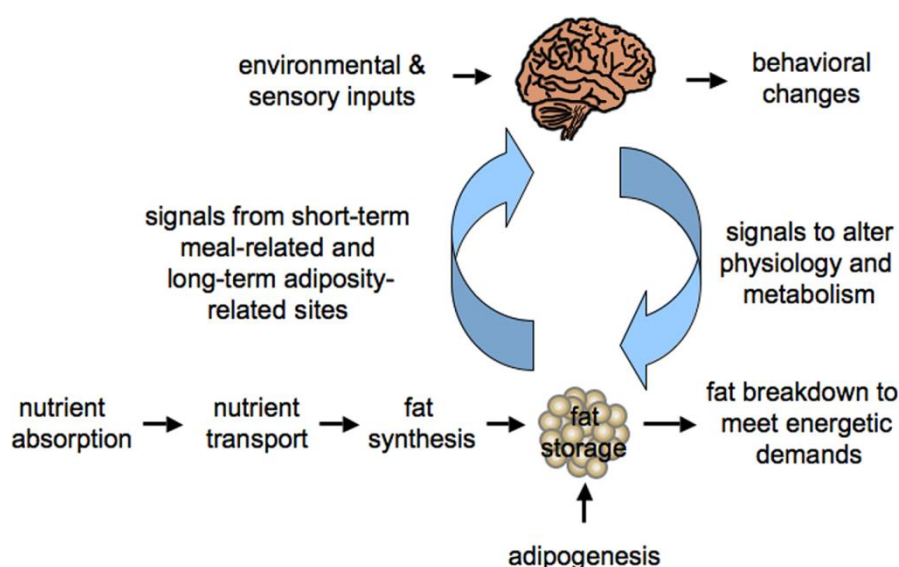 environmental &
sensory inputs
behavioral
changes
signals from short-term
meal-related and
long-term adiposity-
related sites
signals to alter
physiology and
metabolism
nutrient
absorption
nutrient
transport
fat
synthesis
fat
storage
fat breakdown to
meet energetic
demands
adipogenesis